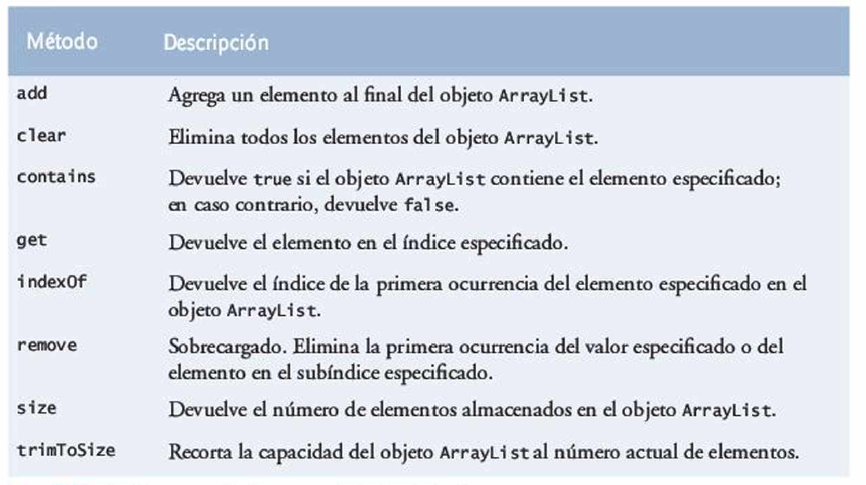 Método Descripción
add Agrega un elemento al final del objeto ArrayList.
clear Elimina todos los elementos del objeto ArrayList.
contains Devuelve true si el objeto ArrayList contiene el elemento especificado;
en caso contrario, devuelve false.
get Devuelve el elemento en el índice especificado.
indexOf Devuelve el índice de la primera ocurrencia del elemento especificado en el
objeto ArrayList.
remove Sobrecargado. Elimina la primera ocurrencia del valor especificado o del
elemento en el subíndice especificado.
size Devuelve el número de elementos almacenados en el objeto ArrayList.
trimToSize Recorta la capacidad del objeto ArrayList al número actual de elementos.